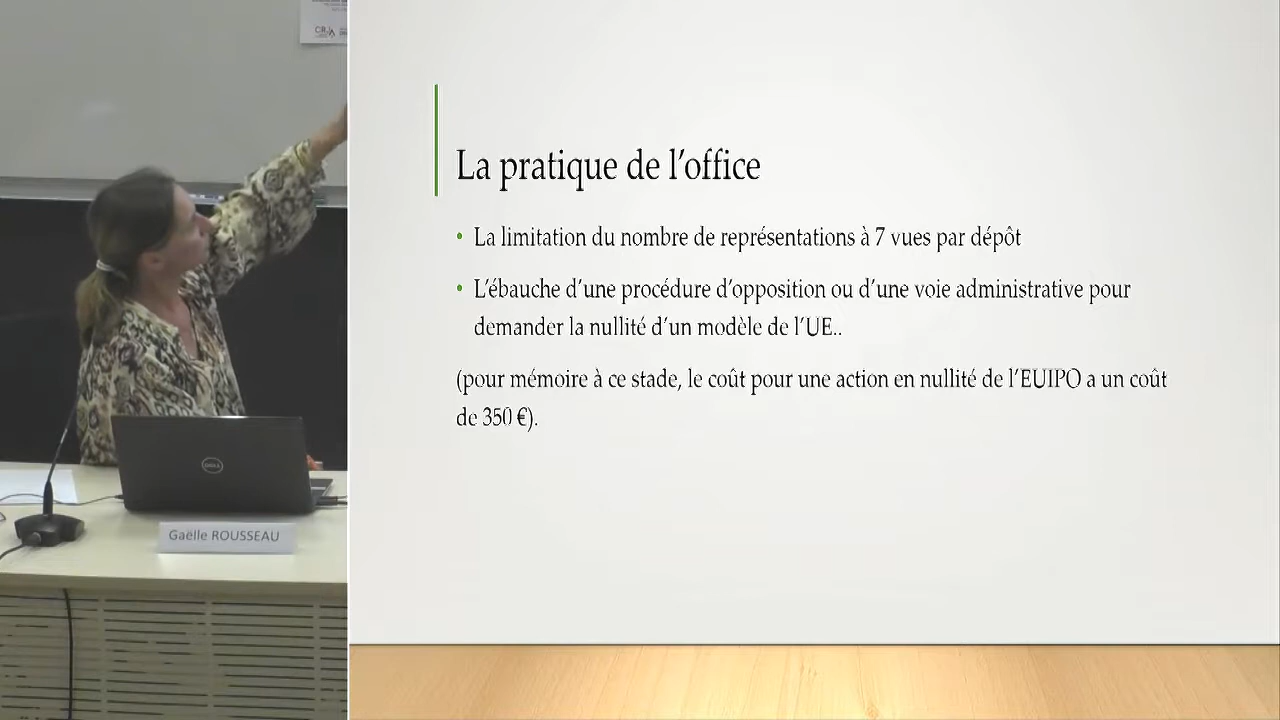 CRJ
La pratique de l'office
• La limitation du nombre de représentations à 7 vues par dépôt
• L'ébauche d'une procédure d'opposition ou d'une voie administrative pour
demander la nullité d'un modèle de l'UE..
(pour mémoire à ce stade, le coût pour une action en nullité de l'EUIPO a un coût
de 350 €).
DELL
Gaëlle ROUSSEAU